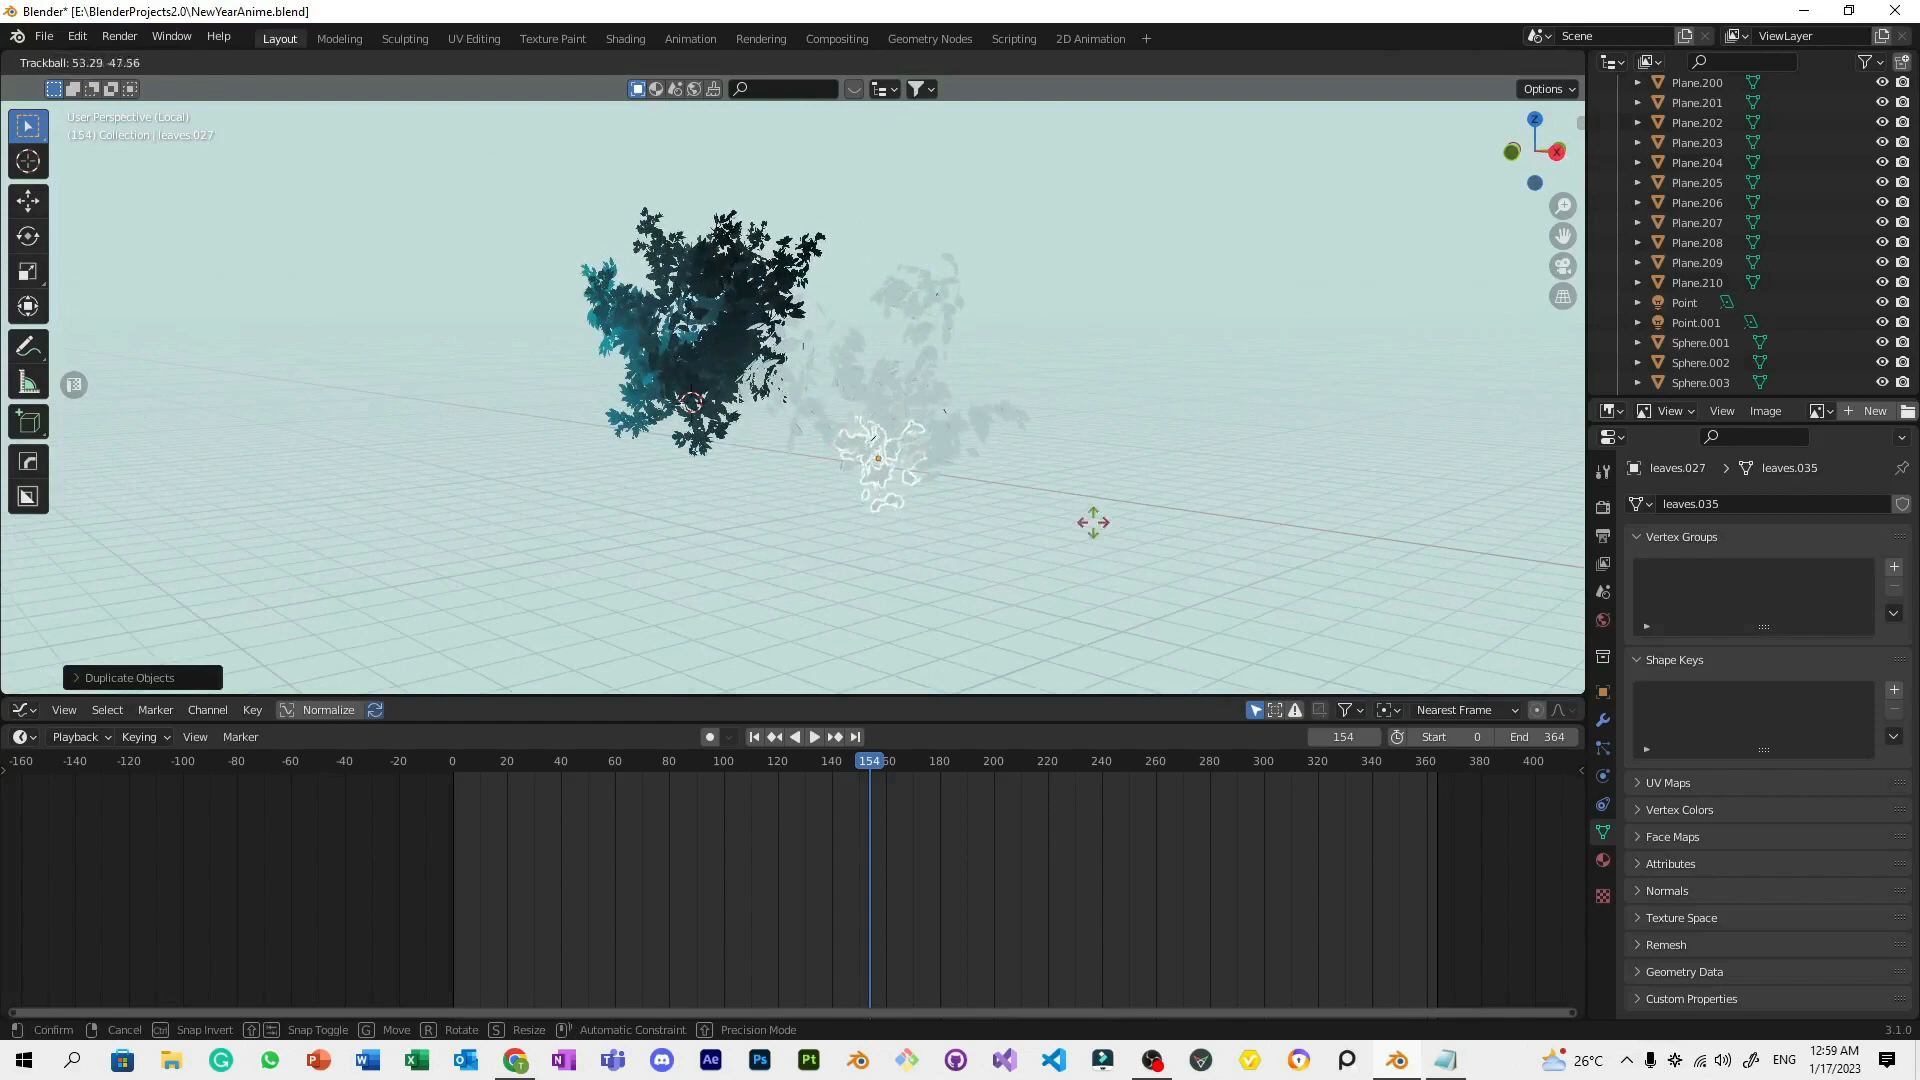 Blender* [E:\BlenderProjects2.0\NewYearAnime.blend]
File Edit Render Window Help Layout Modeling Sculpting UV Editing Texture Paint Shading Animation Rendering Compositing Geometry Nodes Scripting 2D Animation + Scene ViewLayer
Trackball: 53.29 -47.56
Options
User Perspective (Local)
(154) Collection | leaves.027
Z
X
Plane.200
Plane.201
Plane.202
Plane.203
Plane.204
Plane.205
Plane.206
Plane.207
Plane.208
Plane.209
Plane.210
Point
Point.001
Sphere.001
Sphere.002
Sphere.003
View View Image New
leaves.027 > leaves.035
leaves.035
Vertex Groups
Shape Keys
UV Maps
Vertex Colors
Face Maps
Attributes
Normals
Texture Space
Remesh
Geometry Data
Custom Properties
Duplicate Objects
View Select Marker Channel Key Normalize Nearest Frame
Playback Keying View Marker 154 Start 0 End 364
-160 -140 -120 -100 -80 -60 -40 -20 0 20 40 60 80 100 120 140 154 60 180 200 220 240 260 280 300 320 340 360 380 400
Confirm Cancel Ctrl Snap Invert Snap Toggle G Move R Rotate S Resize Automatic Constraint Precision Mode 3.1.0
26°C ENG 12:59 AM
1/17/2023